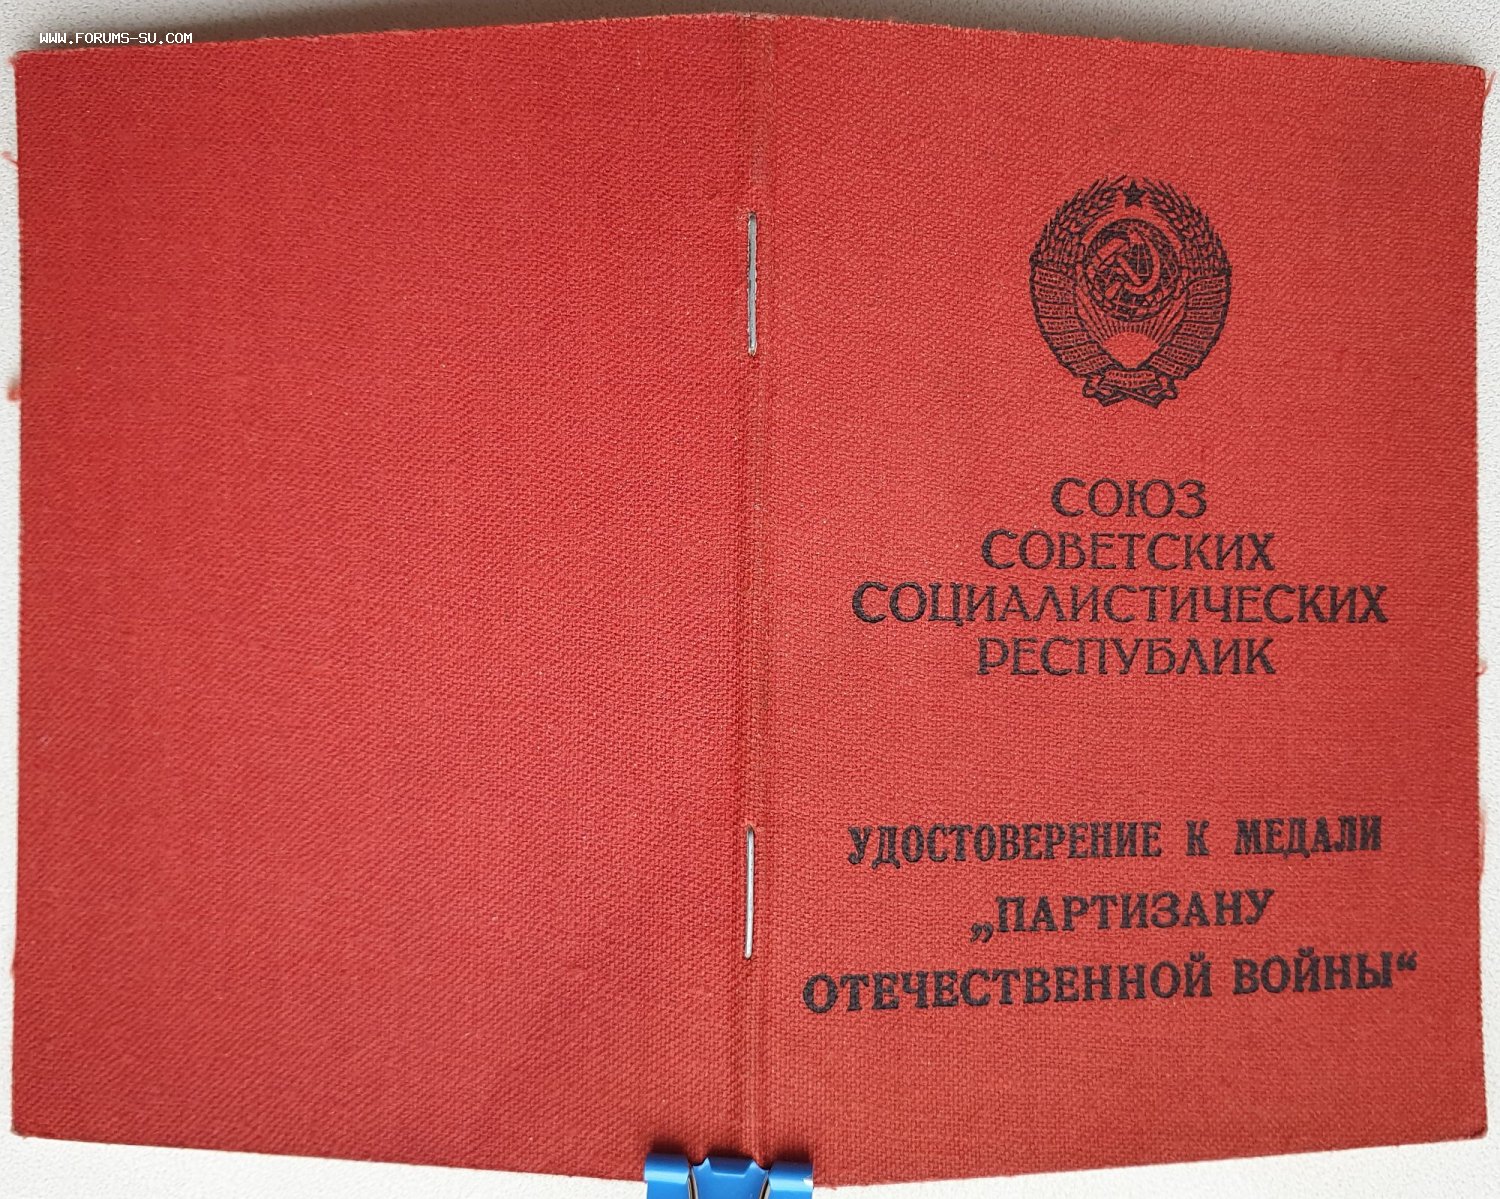 WWW.FORUMS-SU.COM
СОЮЗ
СОВЕТСКИХ
СОЦИАЛИСТИЧЕСКИХ
РЕСПУБЛИК
УДОСТОВЕРЕНИЕ К МЕДАЛИ
„ПАРТИЗАНУ
ОТЕЧЕСТВЕННОЙ ВОЙНЫ“